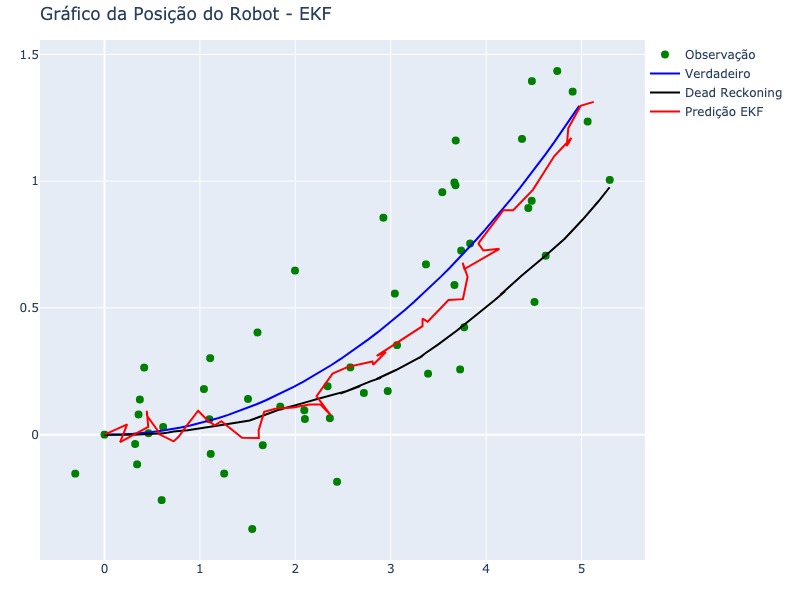 Gráfico da Posição do Robot - EKF
1.5
1
0.5
0
0
1
2
3
4
5
Observação
Verdadeiro
Dead Reckoning
Predição EKF